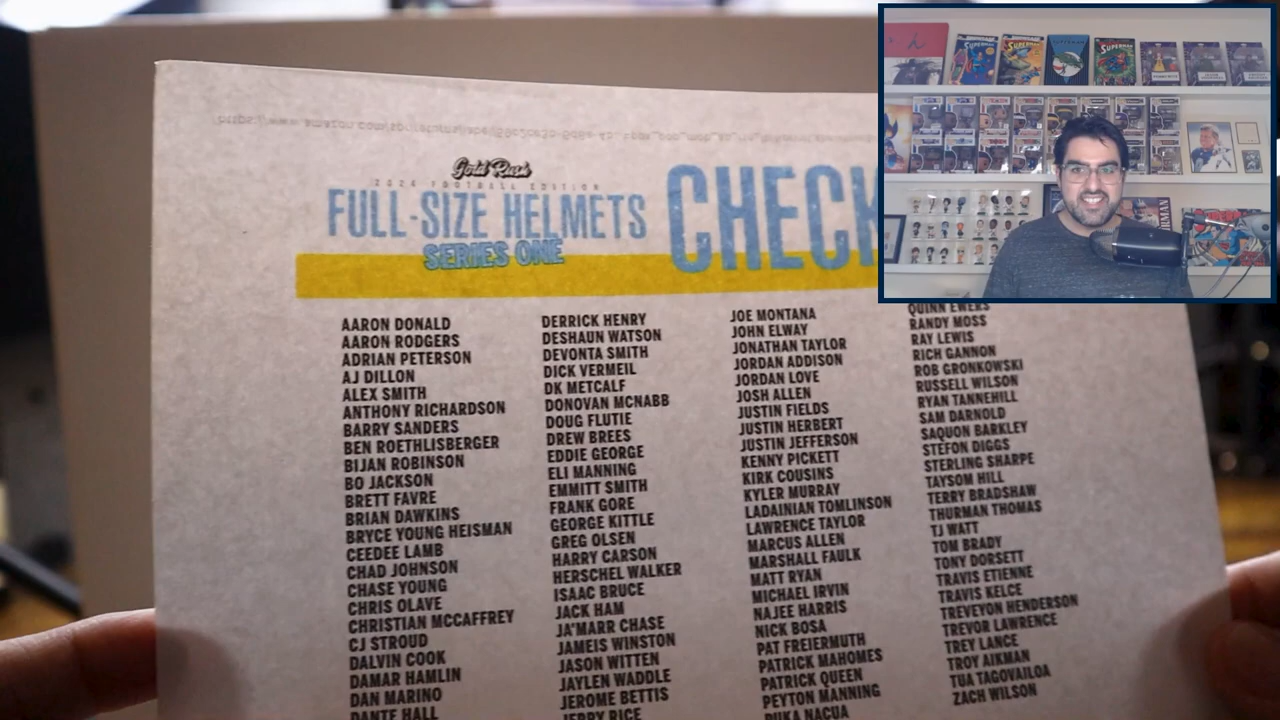 Gold Rush
2024 FOOTBALL EDITION
FULL-SIZE HELMETS
SERIES ONE
CHECK
AARON DONALD
AARON RODGERS
ADRIAN PETERSON
AJ DILLON
ALEX SMITH
ANTHONY RICHARDSON
BARRY SANDERS
BEN ROETHLISBERGER
BIJAN ROBINSON
BO JACKSON
BRETT FAVRE
BRIAN DAWKINS
BRYCE YOUNG HEISMAN
CEEDEE LAMB
CHAD JOHNSON
CHASE YOUNG
CHRIS OLAVE
CHRISTIAN MCCAFFREY
CJ STROUD
DALVIN COOK
DAMAR HAMLIN
DAN MARINO
DANTE HALL
DERRICK HENRY
DESHAUN WATSON
DEVONTA SMITH
DICK VERMEIL
DK METCALF
DONOVAN MCNABB
DOUG FLUTIE
DREW BREES
EDDIE GEORGE
ELI MANNING
EMMITT SMITH
FRANK GORE
GEORGE KITTLE
GREG OLSEN
HARRY CARSON
HERSCHEL WALKER
ISAAC BRUCE
JACK HAM
JA'MARR CHASE
JAMEIS WINSTON
JASON WITTEN
JAYLEN WADDLE
JEROME BETTIS
JERRY RICE
JOE MONTANA
JOHN ELWAY
JONATHAN TAYLOR
JORDAN ADDISON
JORDAN LOVE
JOSH ALLEN
JUSTIN FIELDS
JUSTIN HERBERT
JUSTIN JEFFERSON
KENNY PICKETT
KIRK COUSINS
KYLER MURRAY
LADAINIAN TOMLINSON
LAWRENCE TAYLOR
MARCUS ALLEN
MARSHALL FAULK
MATT RYAN
MICHAEL IRVIN
NAJEE HARRIS
NICK BOSA
PAT FREIERMUTH
PATRICK MAHOMES
PATRICK QUEEN
PEYTON MANNING
PUKA NACUA
QUINN EWERS
RANDY MOSS
RAY LEWIS
RICH GANNON
ROB GRONKOWSKI
RUSSELL WILSON
RYAN TANNEHILL
SAM DARNOLD
SAQUON BARKLEY
STEFON DIGGS
STERLING SHARPE
TAYSOM HILL
TERRY BRADSHAW
THURMAN THOMAS
TJ WATT
TOM BRADY
TONY DORSETT
TRAVIS ETIENNE
TRAVIS KELCE
TREVEYON HENDERSON
TREVOR LAWRENCE
TREY LANCE
TROY AIKMAN
TUA TAGOVAILOA
ZACH WILSON
SUPERMAN